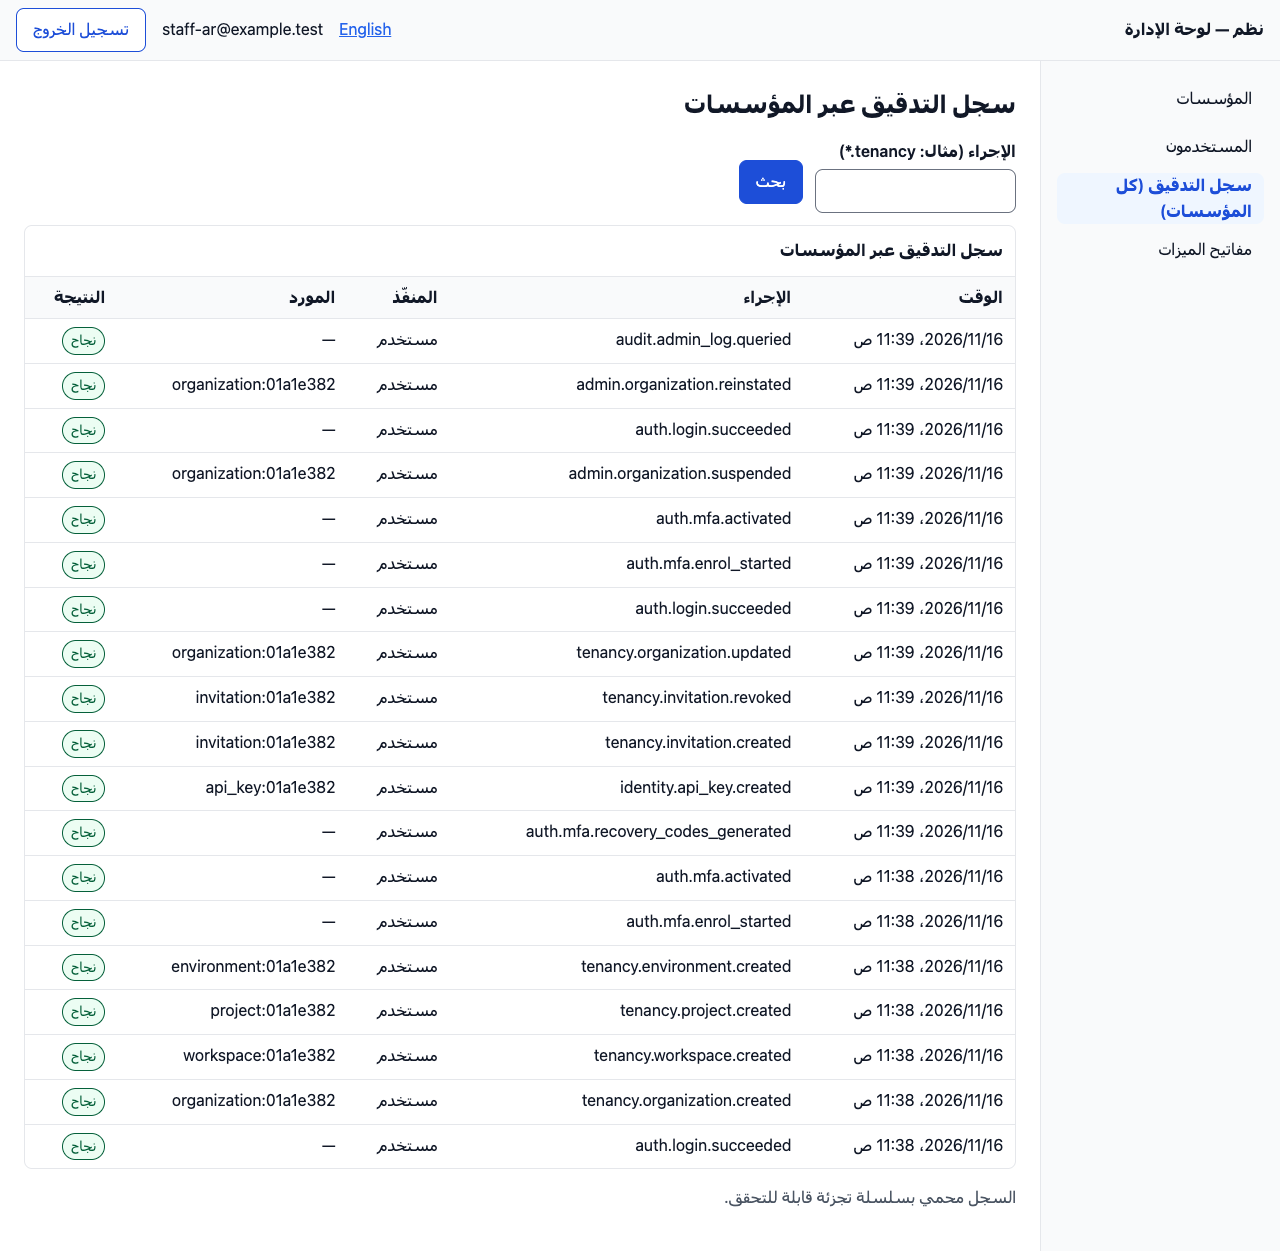 نظم — لوحة الإدارة
English
staff-ar@example.test
تسجيل الخروج
المؤسسات
المستخدمون
سجل التدقيق (كل
المؤسسات)
مفاتيح الميزات
سجل التدقيق عبر المؤسسات
الإجراء (مثال: tenancy.*)
بحث
سجل التدقيق عبر المؤسسات
الوقت الإجراء المنفّذ المورد النتيجة
2026/11/16، 11:39 ص audit.admin_log.queried مستخدم — نجاح
2026/11/16، 11:39 ص admin.organization.reinstated مستخدم organization:01a1e382 نجاح
2026/11/16، 11:39 ص auth.login.succeeded مستخدم — نجاح
2026/11/16، 11:39 ص admin.organization.suspended مستخدم organization:01a1e382 نجاح
2026/11/16، 11:39 ص auth.mfa.activated مستخدم — نجاح
2026/11/16، 11:39 ص auth.mfa.enrol_started مستخدم — نجاح
2026/11/16، 11:39 ص auth.login.succeeded مستخدم — نجاح
2026/11/16، 11:39 ص tenancy.organization.updated مستخدم organization:01a1e382 نجاح
2026/11/16، 11:39 ص tenancy.invitation.revoked مستخدم invitation:01a1e382 نجاح
2026/11/16، 11:39 ص tenancy.invitation.created مستخدم invitation:01a1e382 نجاح
2026/11/16، 11:39 ص identity.api_key.created مستخدم api_key:01a1e382 نجاح
2026/11/16، 11:39 ص auth.mfa.recovery_codes_generated مستخدم — نجاح
2026/11/16، 11:38 ص auth.mfa.activated مستخدم — نجاح
2026/11/16، 11:38 ص auth.mfa.enrol_started مستخدم — نجاح
2026/11/16، 11:38 ص tenancy.environment.created مستخدم environment:01a1e382 نجاح
2026/11/16، 11:38 ص tenancy.project.created مستخدم project:01a1e382 نجاح
2026/11/16، 11:38 ص tenancy.workspace.created مستخدم workspace:01a1e382 نجاح
2026/11/16، 11:38 ص tenancy.organization.created مستخدم organization:01a1e382 نجاح
2026/11/16، 11:38 ص auth.login.succeeded مستخدم — نجاح
السجل محمي بسلسلة تجزئة قابلة للتحقق.